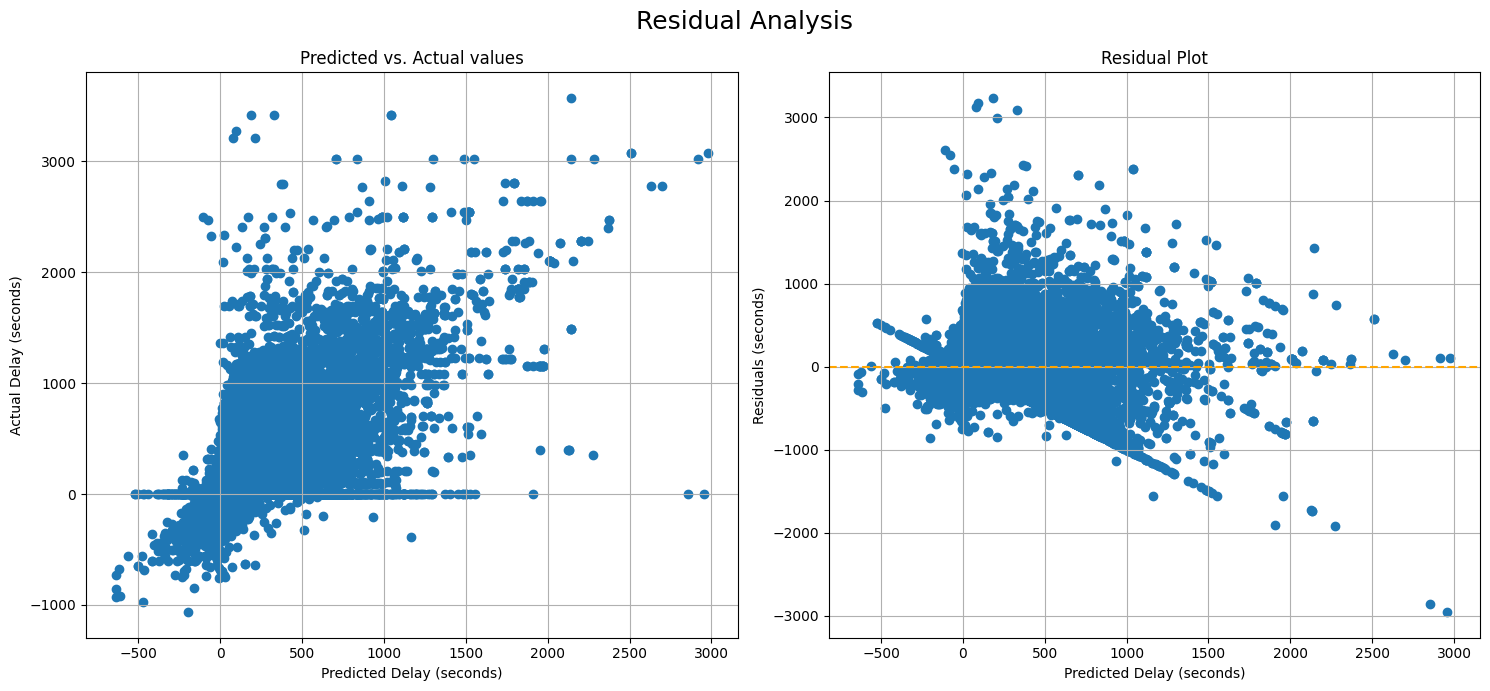 Residual Analysis
Predicted vs. Actual values
3000
2000
1000
0
−1000
Actual Delay (seconds)
−500 0 500 1000 1500 2000 2500 3000
Predicted Delay (seconds)
Residual Plot
3000
2000
1000
0
−1000
−2000
−3000
Residuals (seconds)
−500 0 500 1000 1500 2000 2500 3000
Predicted Delay (seconds)